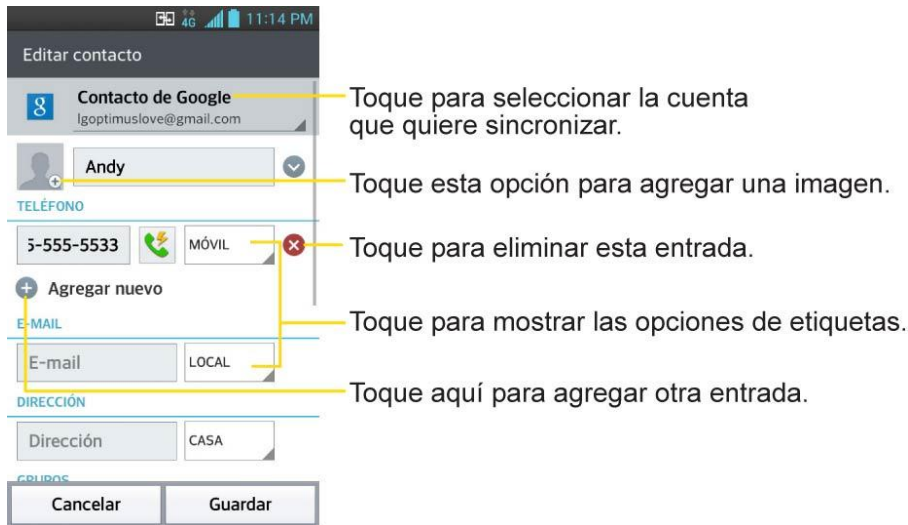 4G 11:14 PM
Editar contacto
8 Contacto de Google
lgoptimuslove@gmail.com
Toque para seleccionar la cuenta
que quiere sincronizar.
Andy
Toque esta opción para agregar una imagen.
TELÉFONO
5-555-5533 MÓVIL
Toque para eliminar esta entrada.
Agregar nuevo
Toque para mostrar las opciones de etiquetas.
E-MAIL
E-mail LOCAL
Toque aquí para agregar otra entrada.
DIRECCIÓN
Dirección CASA
GRUPOS
Cancelar Guardar